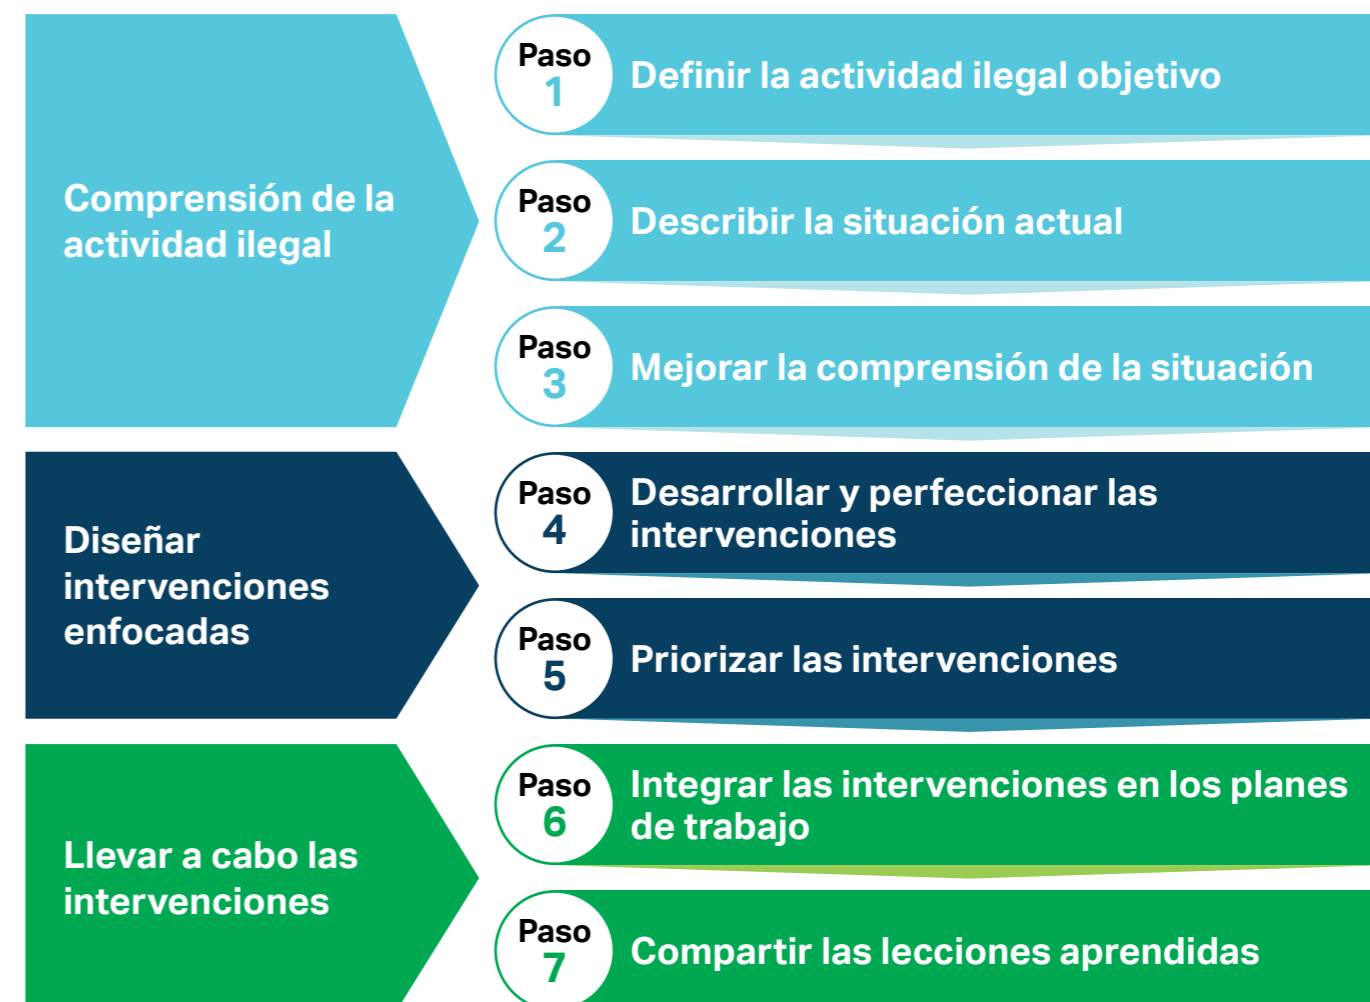 Comprensión de la
actividad ilegal
Paso
1
Definir la actividad ilegal objetivo
Paso
2
Describir la situación actual
Paso
3
Mejorar la comprensión de la situación
Diseñar
intervenciones
enfocadas
Paso
4
Desarrollar y perfeccionar las
intervenciones
Paso
5
Priorizar las intervenciones
Llevar a cabo las
intervenciones
Paso
6
Integrar las intervenciones en los planes
de trabajo
Paso
7
Compartir las lecciones aprendidas